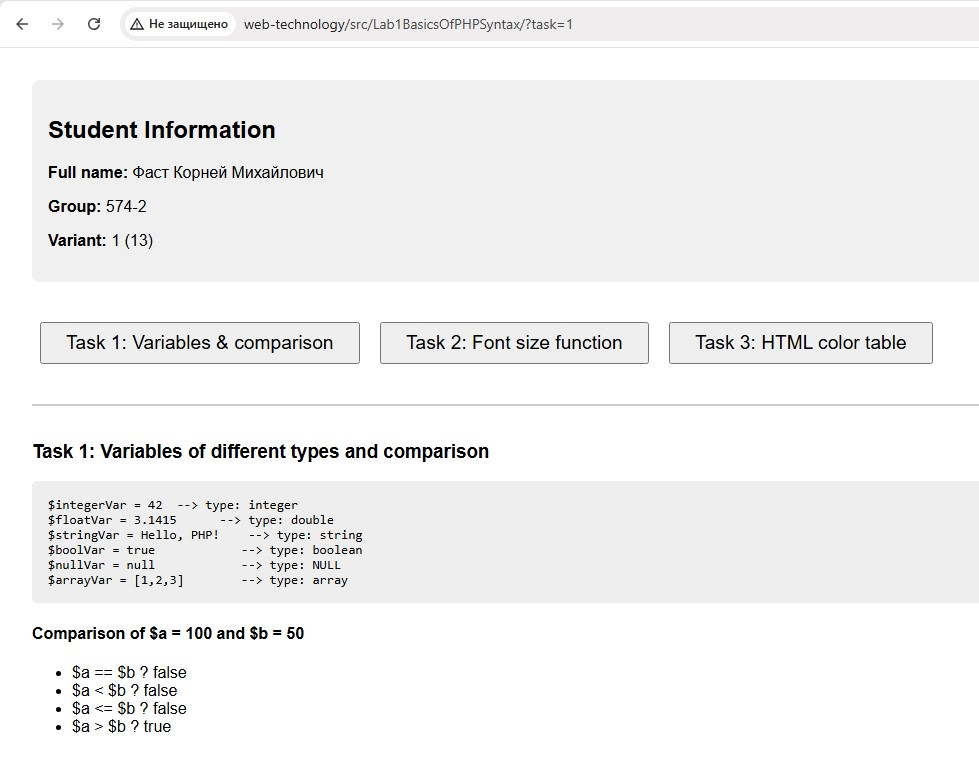 Не защищено web-technology/src/Lab1BasicsOfPHPSyntax/?task=1
Student Information
Full name: Фаст Корней Михайлович
Group: 574-2
Variant: 1 (13)
Task 1: Variables & comparison Task 2: Font size function Task 3: HTML color table
Task 1: Variables of different types and comparison
$integerVar = 42 --> type: integer
$floatVar = 3.1415 --> type: double
$stringVar = Hello, PHP! --> type: string
$boolVar = true --> type: boolean
$nullVar = null --> type: NULL
$arrayVar = [1,2,3] --> type: array
Comparison of $a = 100 and $b = 50
• $a == $b ? false
• $a < $b ? false
• $a <= $b ? false
• $a > $b ? true